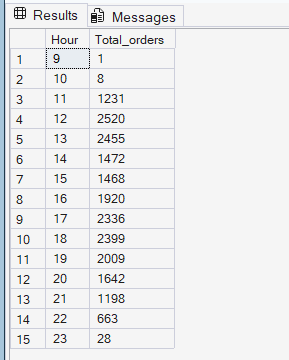 Results Messages
Hour Total_orders
1 9 1
2 10 8
3 11 1231
4 12 2520
5 13 2455
6 14 1472
7 15 1468
8 16 1920
9 17 2336
10 18 2399
11 19 2009
12 20 1642
13 21 1198
14 22 663
15 23 28